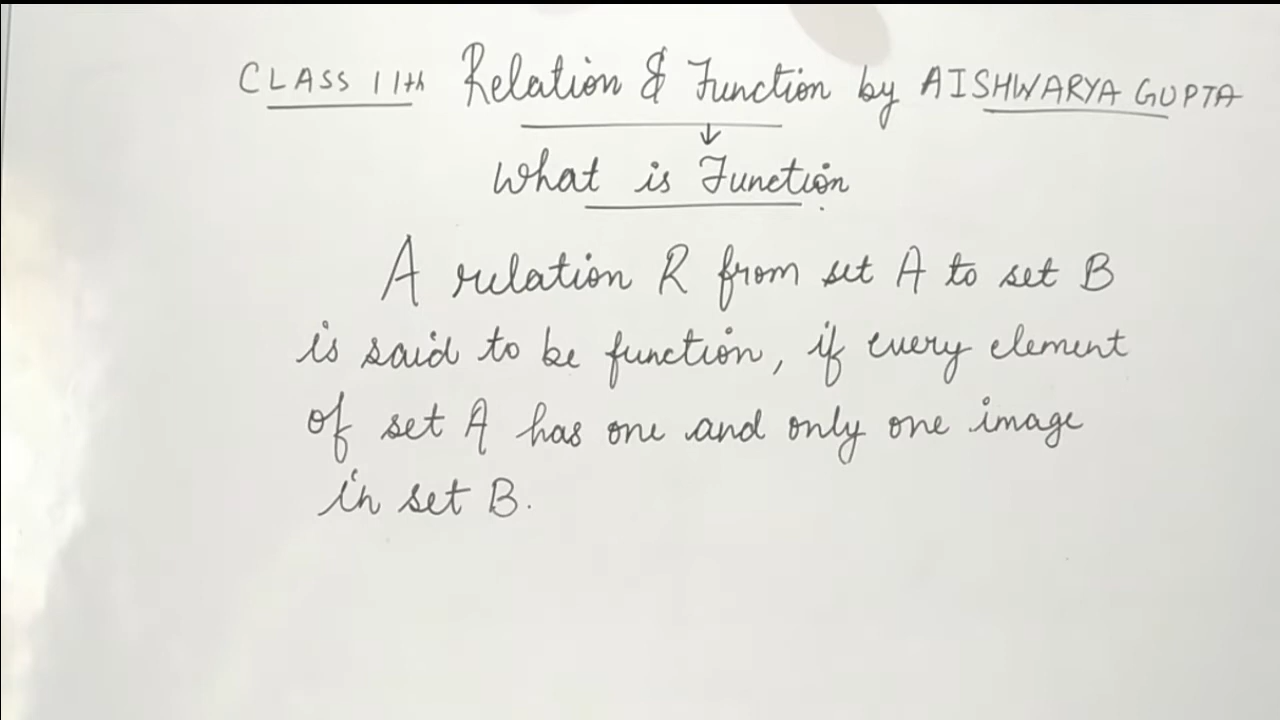 CLASS 11th Relation & Function by AISHWARYA GUPTA
What is Function
A relation R from set A to set B
is said to be function, if every element
of set A has one and only one image
in set B.